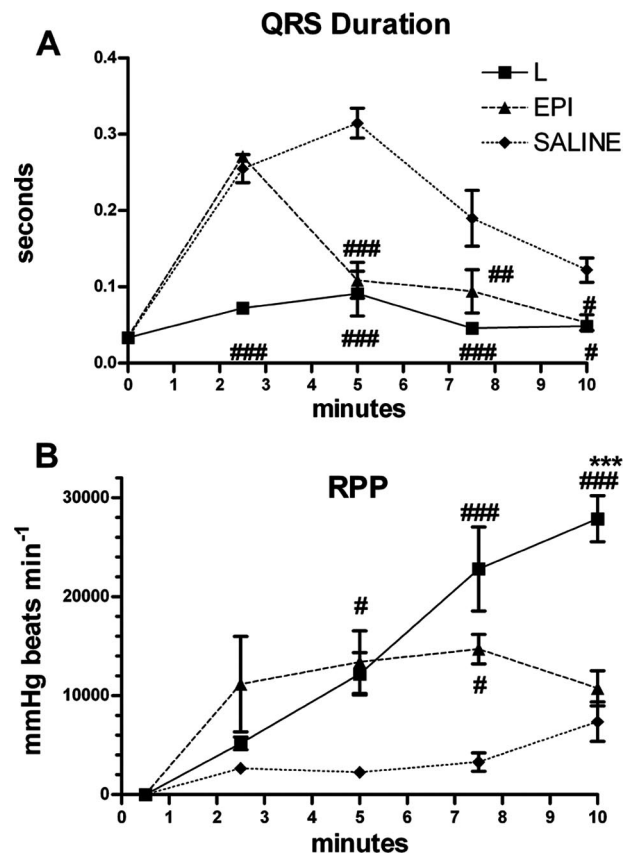 QRS Duration
A
0.4
0.3
0.2
0.1
0.0
seconds
L
EPI
SALINE
###
##
#
###
###
###
#
0 1 2 3 4 5 6 7 8 9 10
minutes
B
RPP
30000
20000
10000
0
mmHg beats min-1
***
###
###
#
#
0 1 2 3 4 5 6 7 8 9 10
minutes